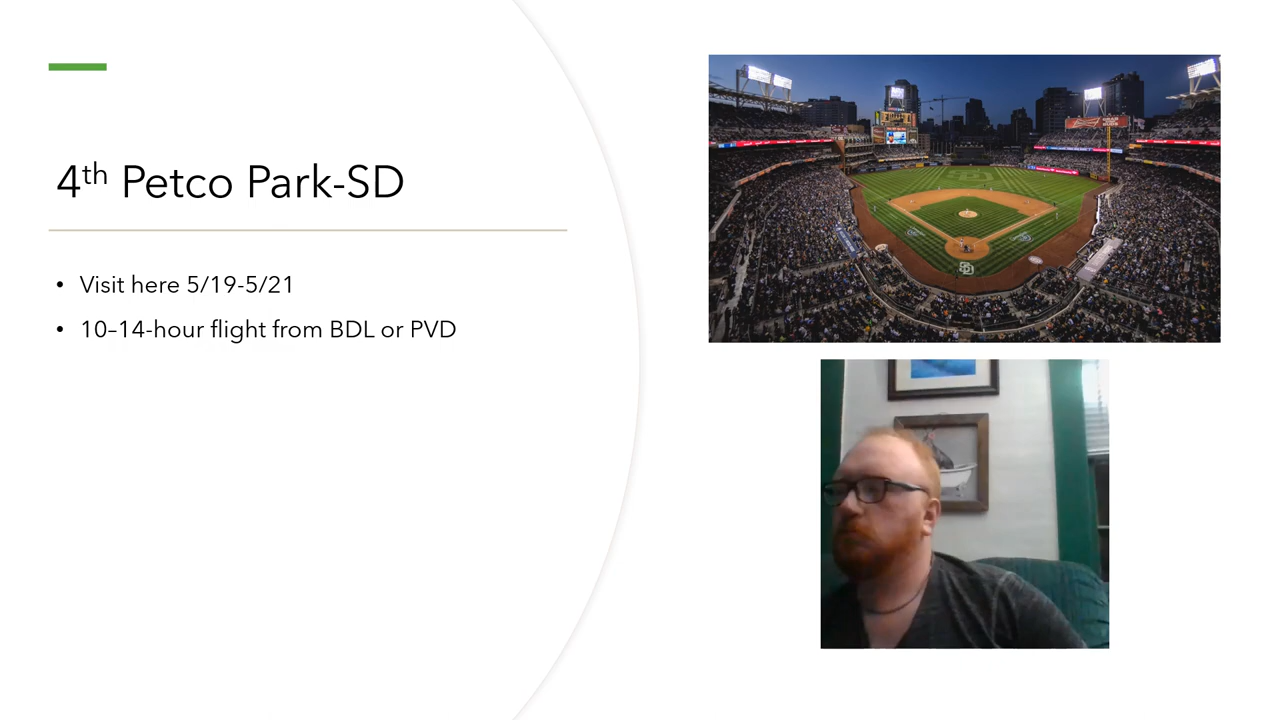 4th Petco Park-SD
• Visit here 5/19-5/21
• 10–14-hour flight from BDL or PVD